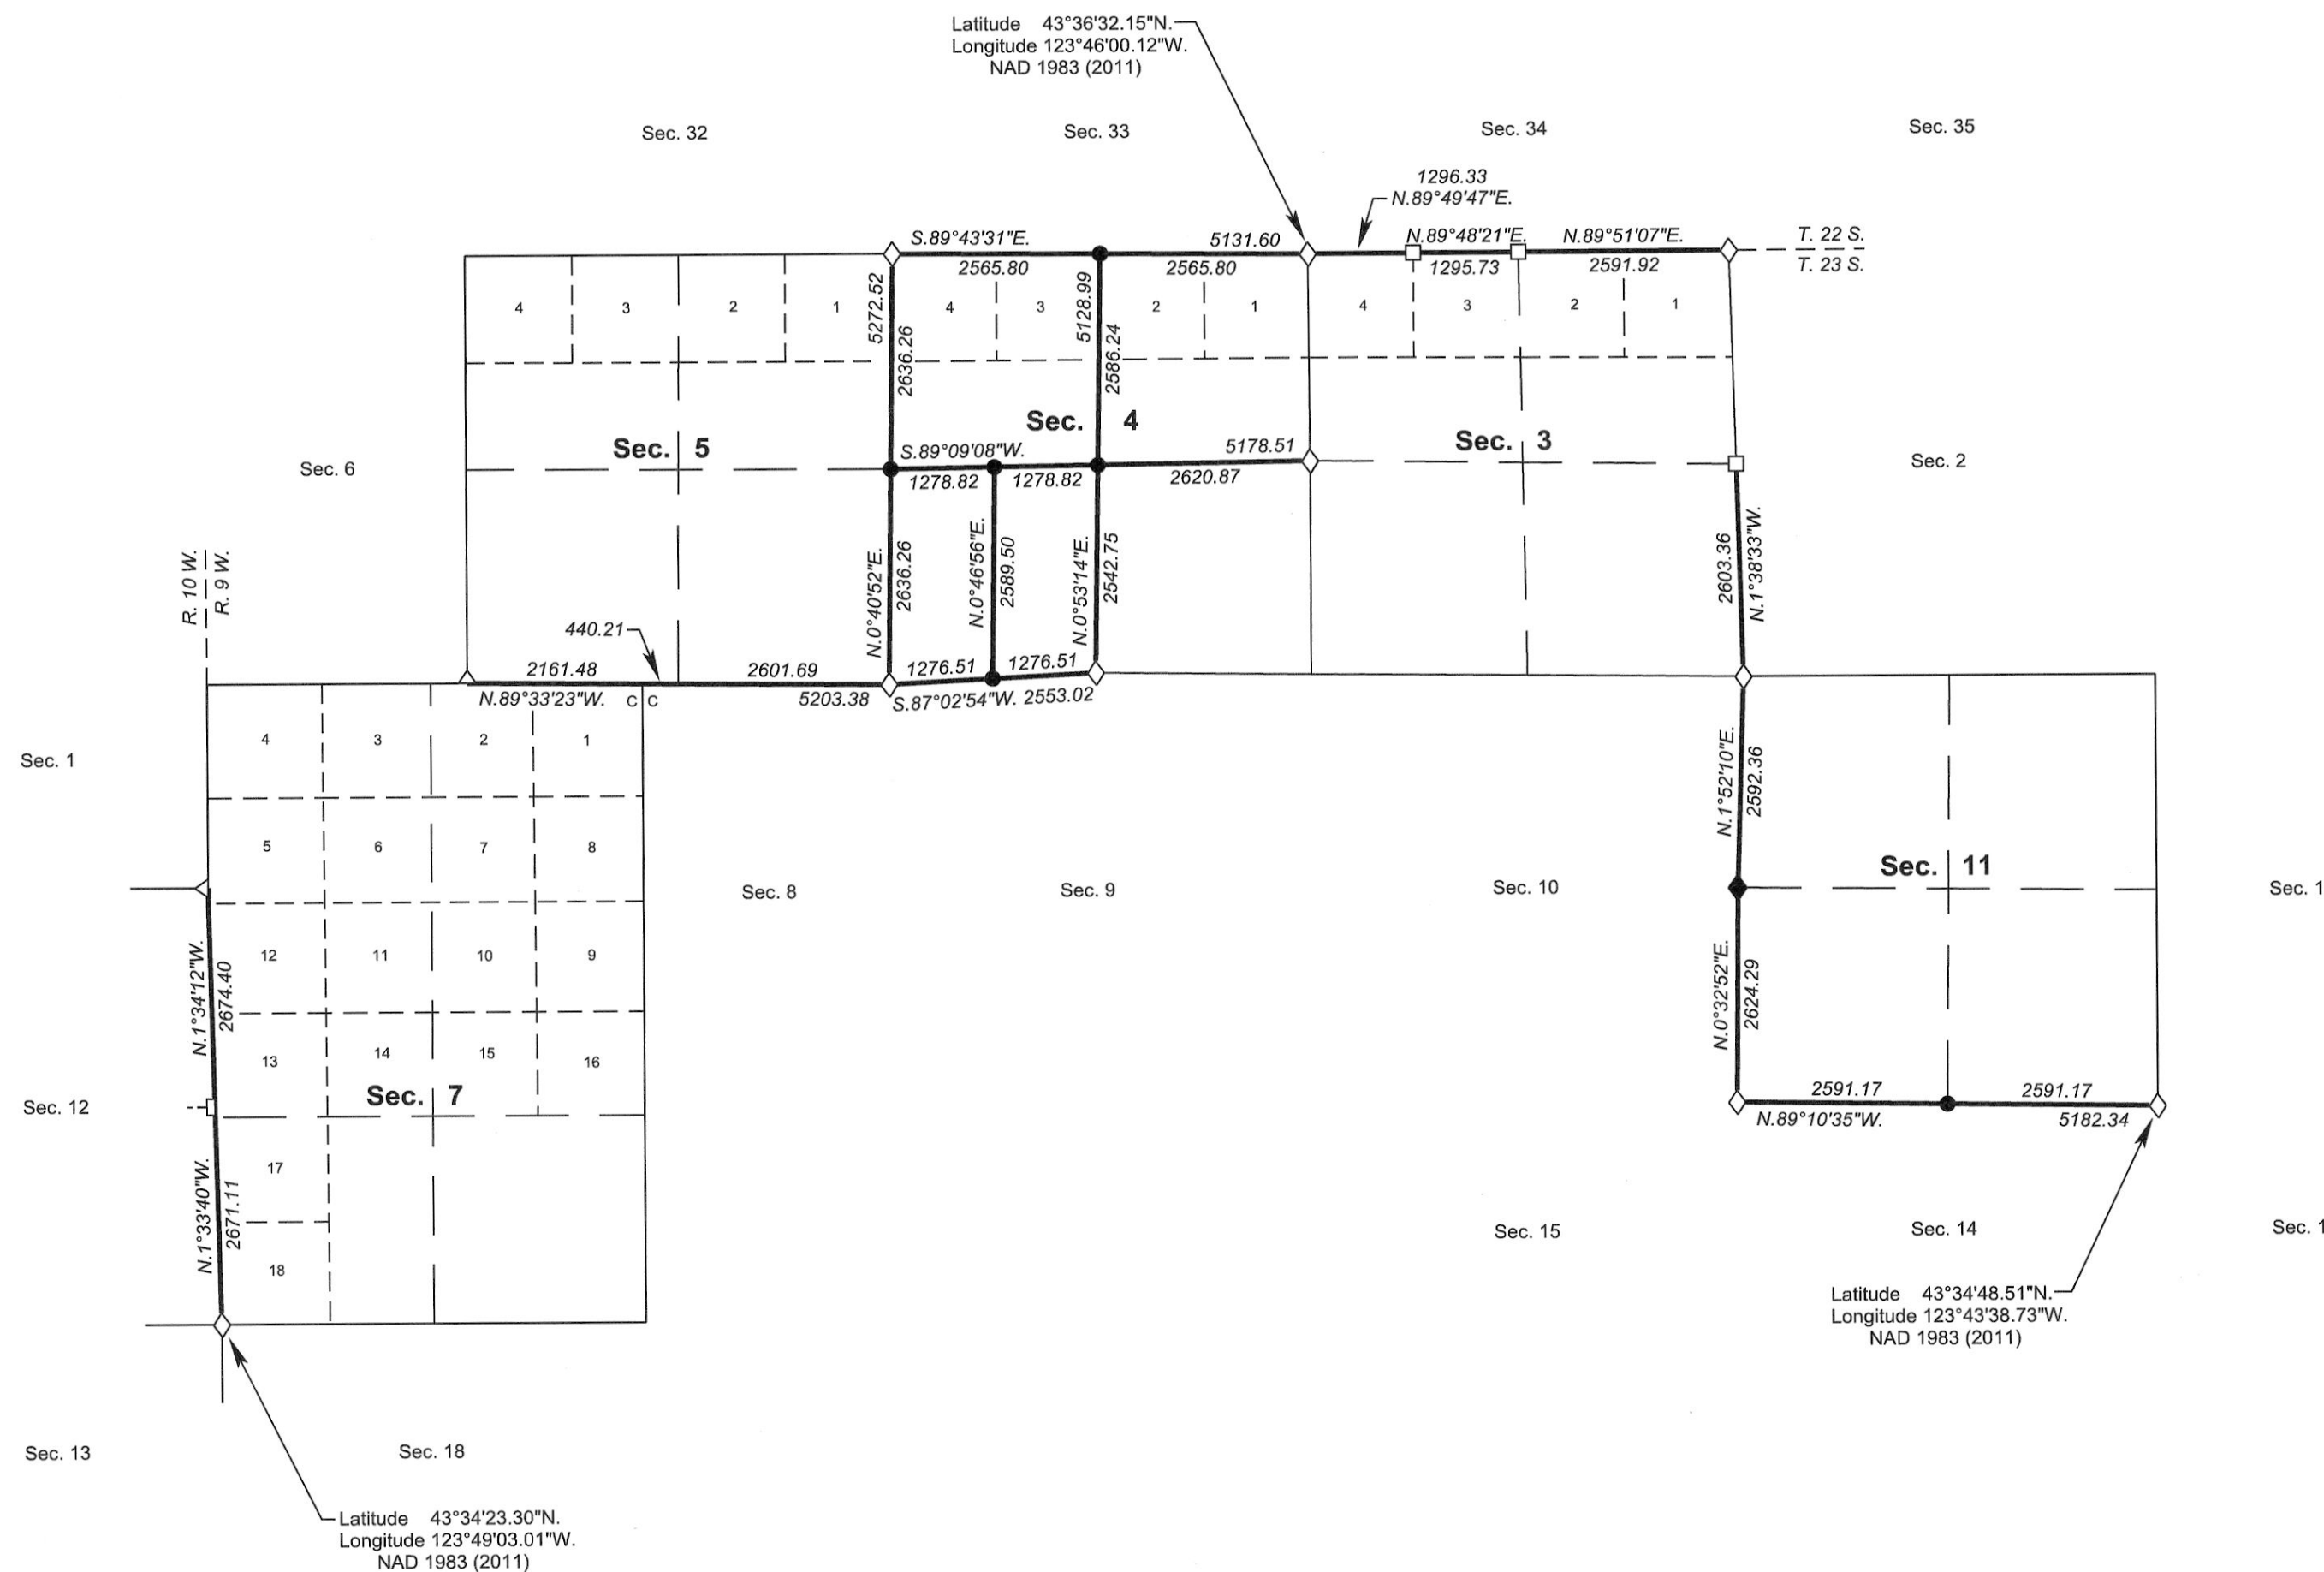 Latitude 43°36'32.15"N.
Longitude 123°46'00.12"W.
NAD 1983 (2011)
Sec. 32
Sec. 33
Sec. 34
Sec. 35
1296.33
N.89°49'47"E.
S.89°43'31"E.
5131.60
N.89°48'21"E.
N.89°51'07"E.
T. 22 S.
T. 23 S.
2565.80
2565.80
1295.73
2591.92
4
3
2
1
4
3
2
1
4
3
2
1
5272.52
2636.26
5128.99
2586.24
Sec. 5
Sec. 4
Sec. 3
Sec. 6
Sec. 2
S.89°09'08"W.
5178.51
1278.82
1278.82
2620.87
R. 10 W.
R. 9 W.
N.0°40'52"E.
2636.26
N.0°46'56"E.
2589.50
N.0°53'14"E.
2542.75
2603.36
N.1°38'33"W.
440.21
2161.48
2601.69
1276.51
1276.51
N.89°33'23"W.
C C
5203.38
S.87°02'54"W. 2553.02
Sec. 1
4
3
2
1
5
6
7
8
N.1°52'10"E.
2592.36
Sec. 11
Sec. 8
Sec. 9
Sec. 10
Sec. 1
12
11
10
9
N.1°34'12"W.
2674.40
N.0°32'52"E.
2624.29
13
14
15
16
Sec. 7
Sec. 12
2591.17
2591.17
N.89°10'35"W.
5182.34
17
18
N.1°33'40"W.
2671.11
Sec. 15
Sec. 14
Sec. 1
Latitude 43°34'48.51"N.
Longitude 123°43'38.73"W.
NAD 1983 (2011)
Sec. 13
Sec. 18
Latitude 43°34'23.30"N.
Longitude 123°49'03.01"W.
NAD 1983 (2011)